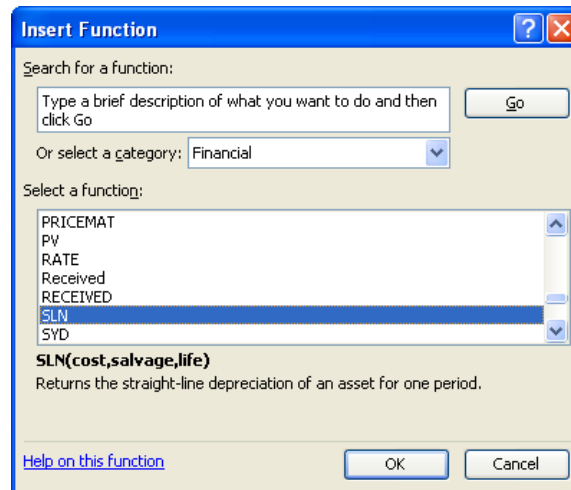 Insert Function
Search for a function:
Type a brief description of what you want to do and then
click Go
Go
Or select a category: Financial
Select a function:
PRICEMAT
PV
RATE
Received
RECEIVED
SLN
SYD
SLN(cost,salvage,life)
Returns the straight-line depreciation of an asset for one period.
Help on this function
OK
Cancel